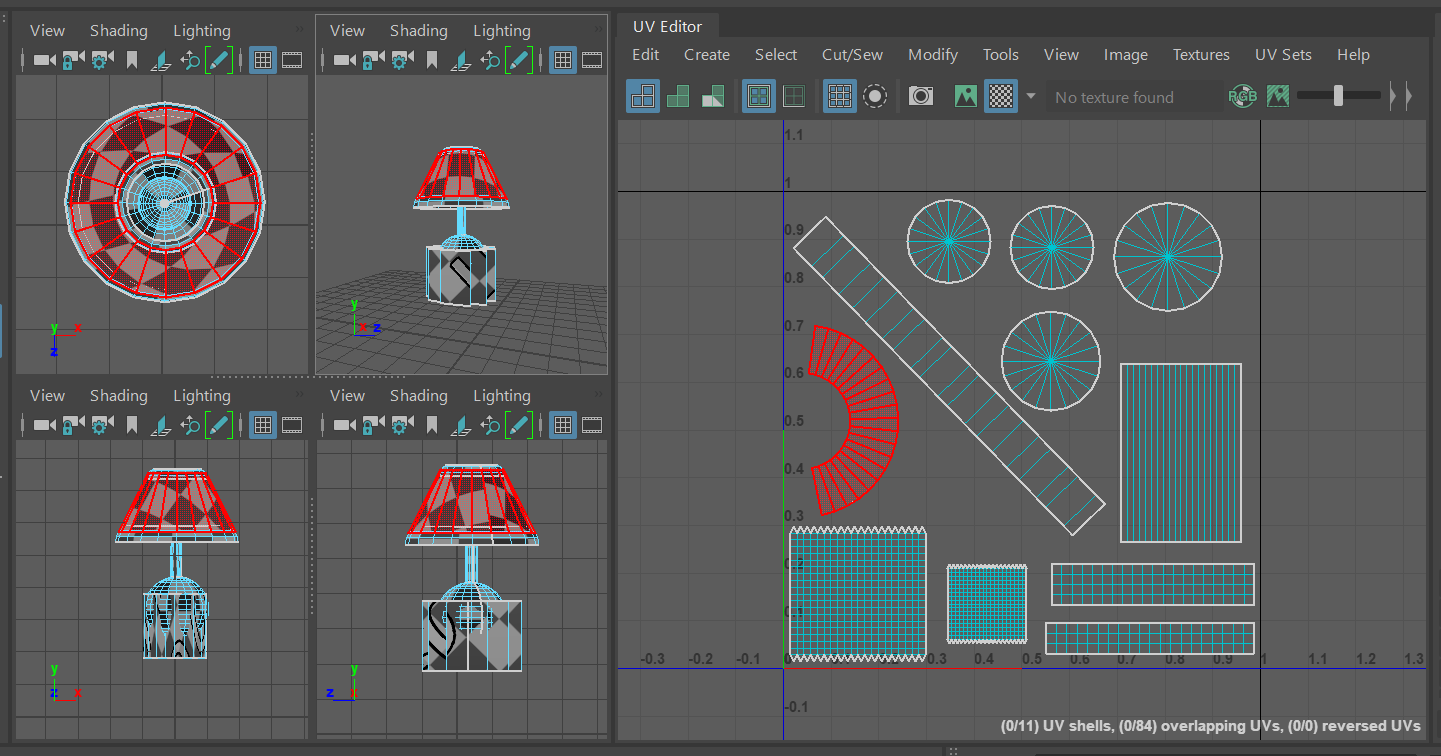 View Shading Lighting
View Shading Lighting
UV Editor
Edit Create Select Cut/Sew Modify Tools View Image Textures UV Sets Help
No texture found
RGB
1.1
1
0.9
0.8
0.7
0.6
0.5
0.4
0.3
-0.3 -0.2 -0.1 0.3 0.4 0.5 0.6 0.7 0.8 0.9 1 1.1 1.2 1.3
-0.1
(0/11) UV shells, (0/84) overlapping UVs, (0/0) reversed UVs
y x
z
y
x z
View Shading Lighting
View Shading Lighting
y
z x
y
z